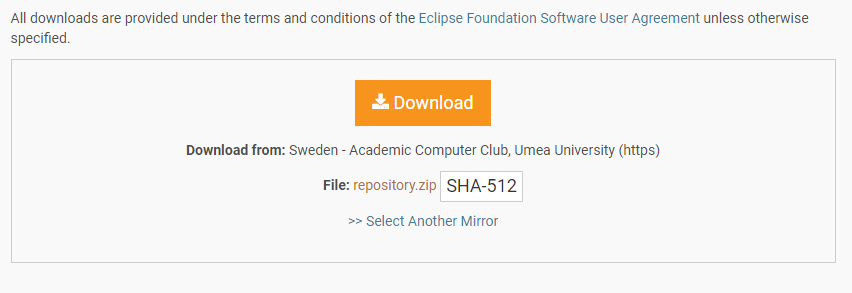 All downloads are provided under the terms and conditions of the Eclipse Foundation Software User Agreement unless otherwise
specified.
Download
Download from: Sweden - Academic Computer Club, Umea University (https)
File: repository.zip SHA-512
>> Select Another Mirror